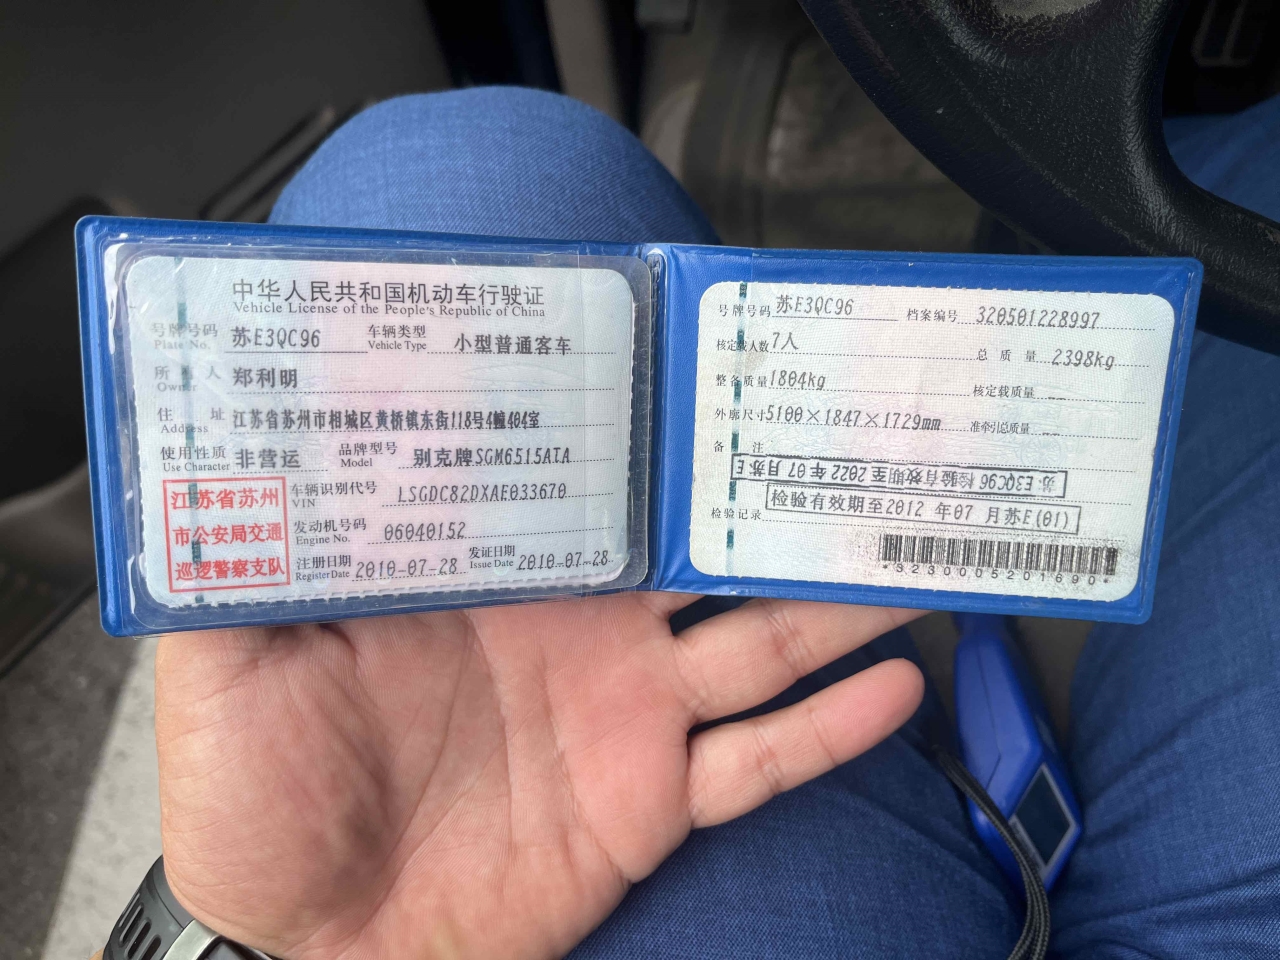 中华人民共和国机动车行驶证
Vehicle License of the People's Republic of China
号牌号码 苏E3QC96 车辆类型 小型普通客车
Plate No. Vehicle Type
所有人 郑利明
Owner
住址 江苏省苏州市相城区黄桥镇东街118号4幢404室
Address
使用性质 非营运 品牌型号 别克牌SGM6515ATA
Use Character Model
江苏省苏州
市公安局交通
巡逻警察支队
车辆识别代号 LSGDC82DXAE033670
VIN
发动机号码 06040152
Engine No.
注册日期 2010-07-28 发证日期 2010-07-28
Register Date Issue Date
号牌号码 苏E3QC96 档案编号 320501228997
核定载人数 7人 总质量 2398kg
整备质量 1804kg 核定载质量 --
外廓尺寸 5100×1847×1729mm 准牵引总质量 --
备注
苏E3QC96 检验有效期至2022年07月苏E
检验记录 检验有效期至2012年07月苏E(01)
*3230005201690*